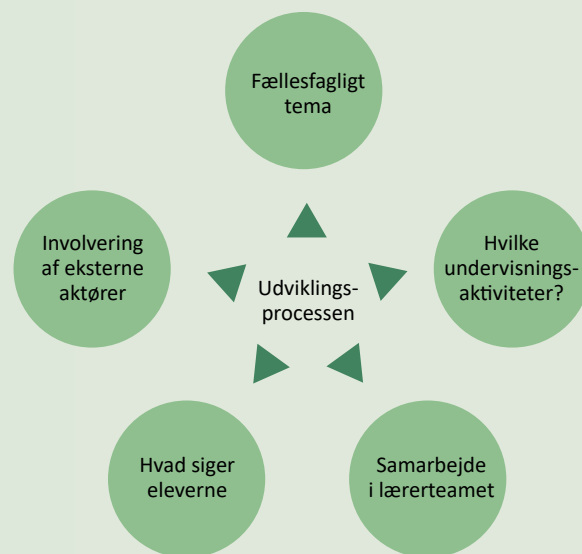 Fællesfagligt
tema
Involvering
af eksterne
aktører
Hvilke
undervisnings-
aktiviteter?
Udviklings-
processen
Hvad siger
eleverne
Samarbejde
i lærerteamet